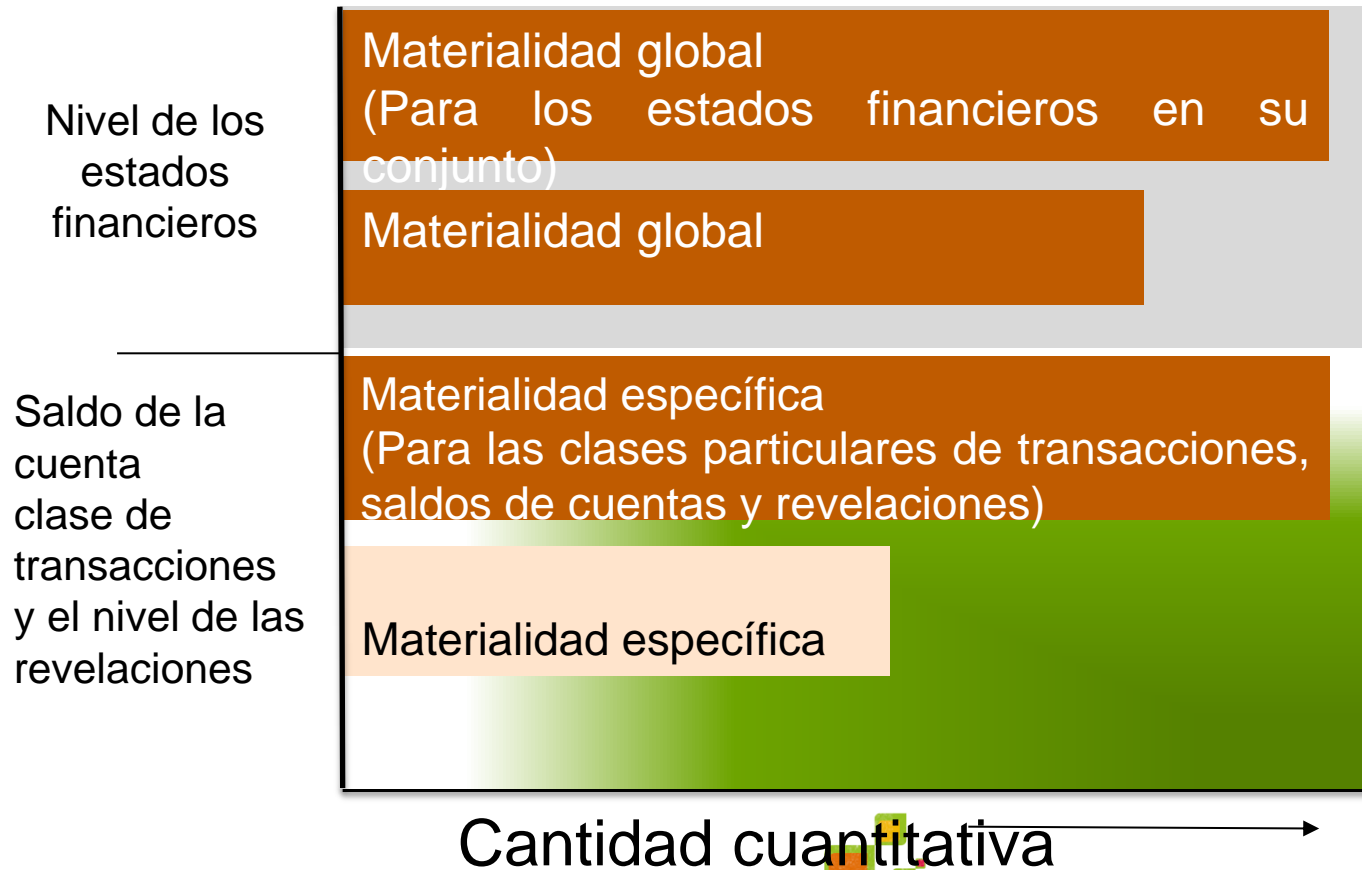 Materialidad global
(Para los estados financieros en su
conjunto)
Nivel de los
estados
financieros
Materialidad global
Materialidad específica
(Para las clases particulares de transacciones,
saldos de cuentas y revelaciones)
Saldo de la
cuenta
clase de
transacciones
y el nivel de las
revelaciones
Materialidad específica
Cantidad cuantitativa